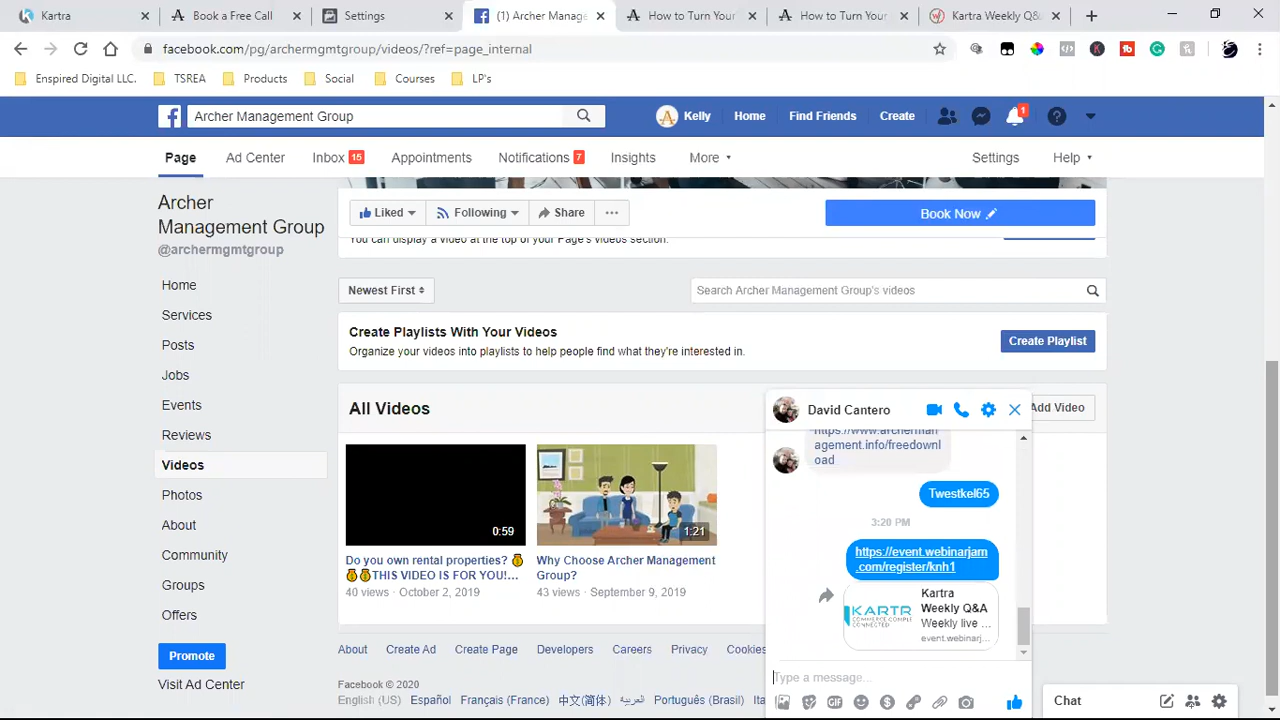 Kartra
Book a Free Call
Settings
(1) Archer Manage
How to Turn Your
How to Turn Your
Kartra Weekly Q&
facebook.com/pg/archermgmtgroup/videos/?ref=page_internal
Enspired Digital LLC.
TSREA
Products
Social
Courses
LP's
Archer Management Group
Kelly
Home
Find Friends
Create
1
Page
Ad Center
Inbox 15
Appointments
Notifications 7
Insights
More
Settings
Help
Archer
Management Group
@archermgmtgroup
Liked
Following
Share
Book Now
You can display a video at the top of your Page's videos section.
Home
Services
Posts
Jobs
Events
Reviews
Videos
Photos
About
Community
Groups
Offers
Promote
Visit Ad Center
Newest First
Search Archer Management Group's videos
Create Playlists With Your Videos
Organize your videos into playlists to help people find what they're interested in.
Create Playlist
All Videos
Add Video
0:59
Do you own rental properties? 💰
💰💰THIS VIDEO IS FOR YOU!...
40 views · October 2, 2019
1:21
Why Choose Archer Management
Group?
43 views · September 9, 2019
About
Create Ad
Create Page
Developers
Careers
Privacy
Cookies
Facebook © 2020
English (US)
Español
Français (France)
中文(简体)
العربية
Português (Brasil)
Ita
David Cantero
https://www.archerman
agement.info/freedownl
oad
Twestkel65
3:20 PM
https://event.webinarjam
.com/register/knh1
KARTR
COMMERCE COMPLE
CONNECTED
Kartra
Weekly Q&A
Weekly live ...
event.webinarj...
Type a message...
GIF
Chat